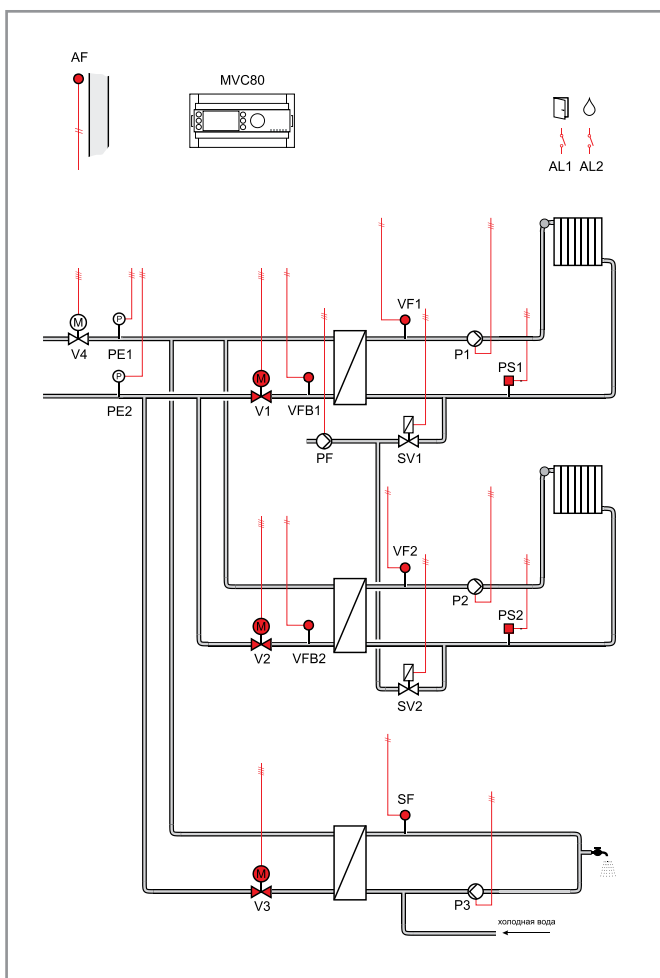 AF
MVC80
AL1 AL2
M
V4
P
PE1
VF1
P1
P
PE2
M
V1
VFB1
PS1
PF
SV1
VF2
P2
M
V2
VFB2
PS2
SV2
SF
M
V3
P3
холодная вода